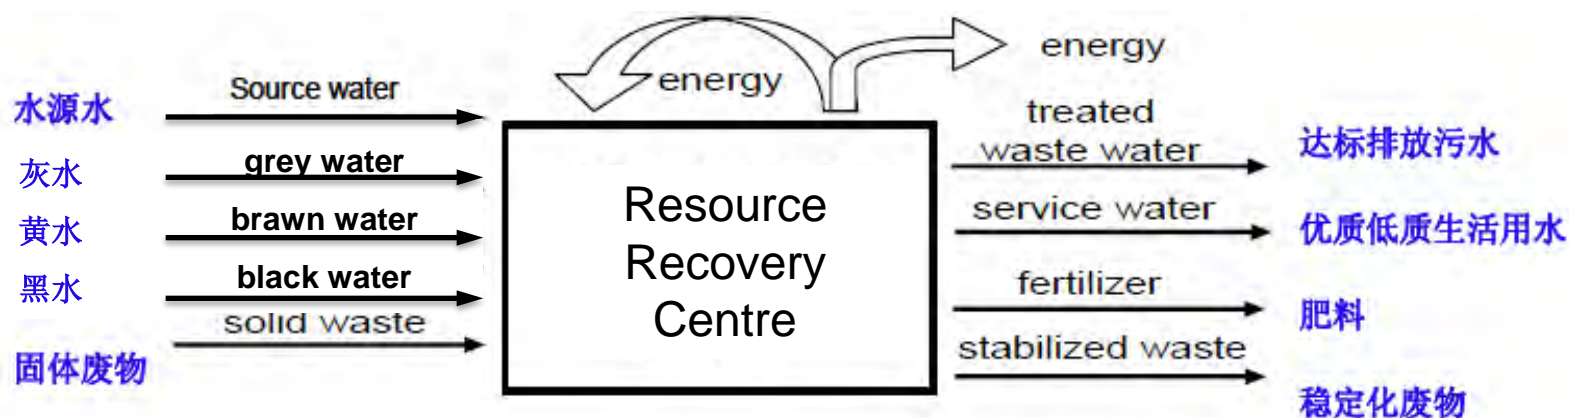 水源水
Source water
灰水
grey water
黄水
brawn water
黑水
black water
固体废物
solid waste
energy
energy
Resource
Recovery
Centre
treated
waste water
达标排放污水
service water
优质低质生活用水
fertilizer
肥料
stabilized waste
稳定化废物